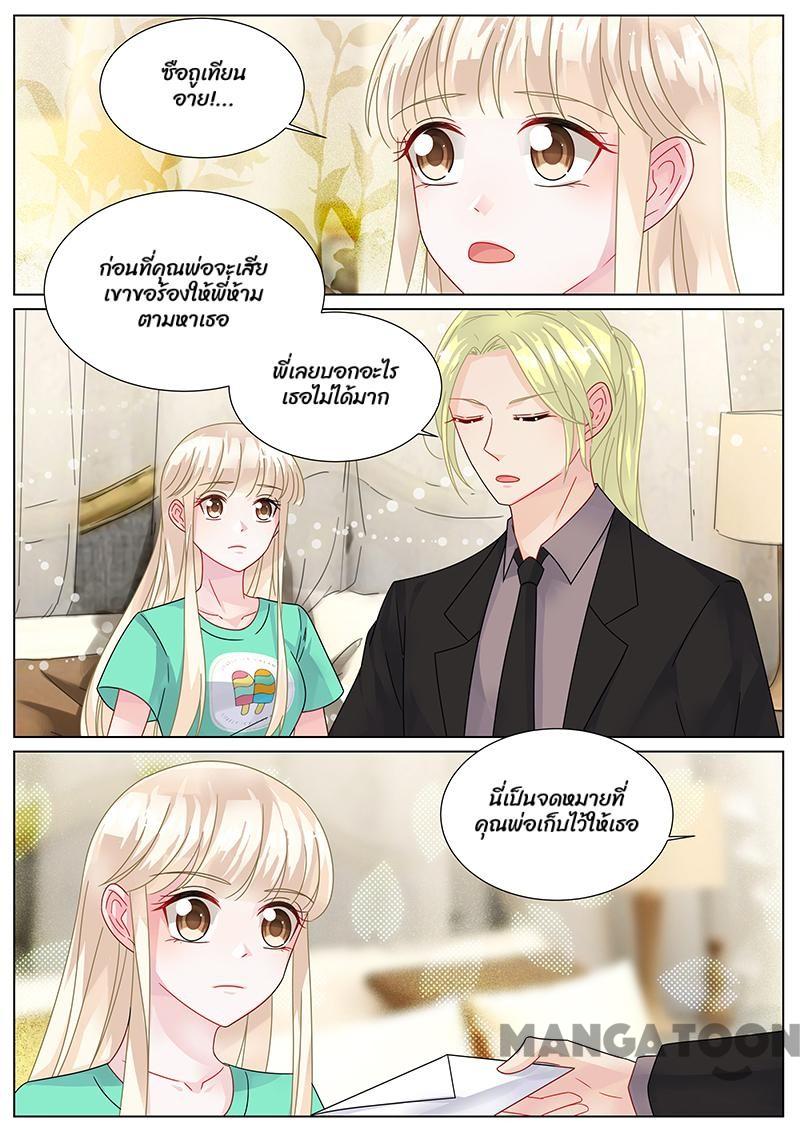 ซือถูเทียน
อาย!...
ก่อนที่คุณพ่อจะเสีย
เขาขอร้องให้พี่ห้าม
ตามหาเธอ
พี่เลยบอกอะไร
เธอไม่ได้มาก
นี่เป็นจดหมายที่
คุณพ่อเก็บไว้ให้เธอ
MANGATOON